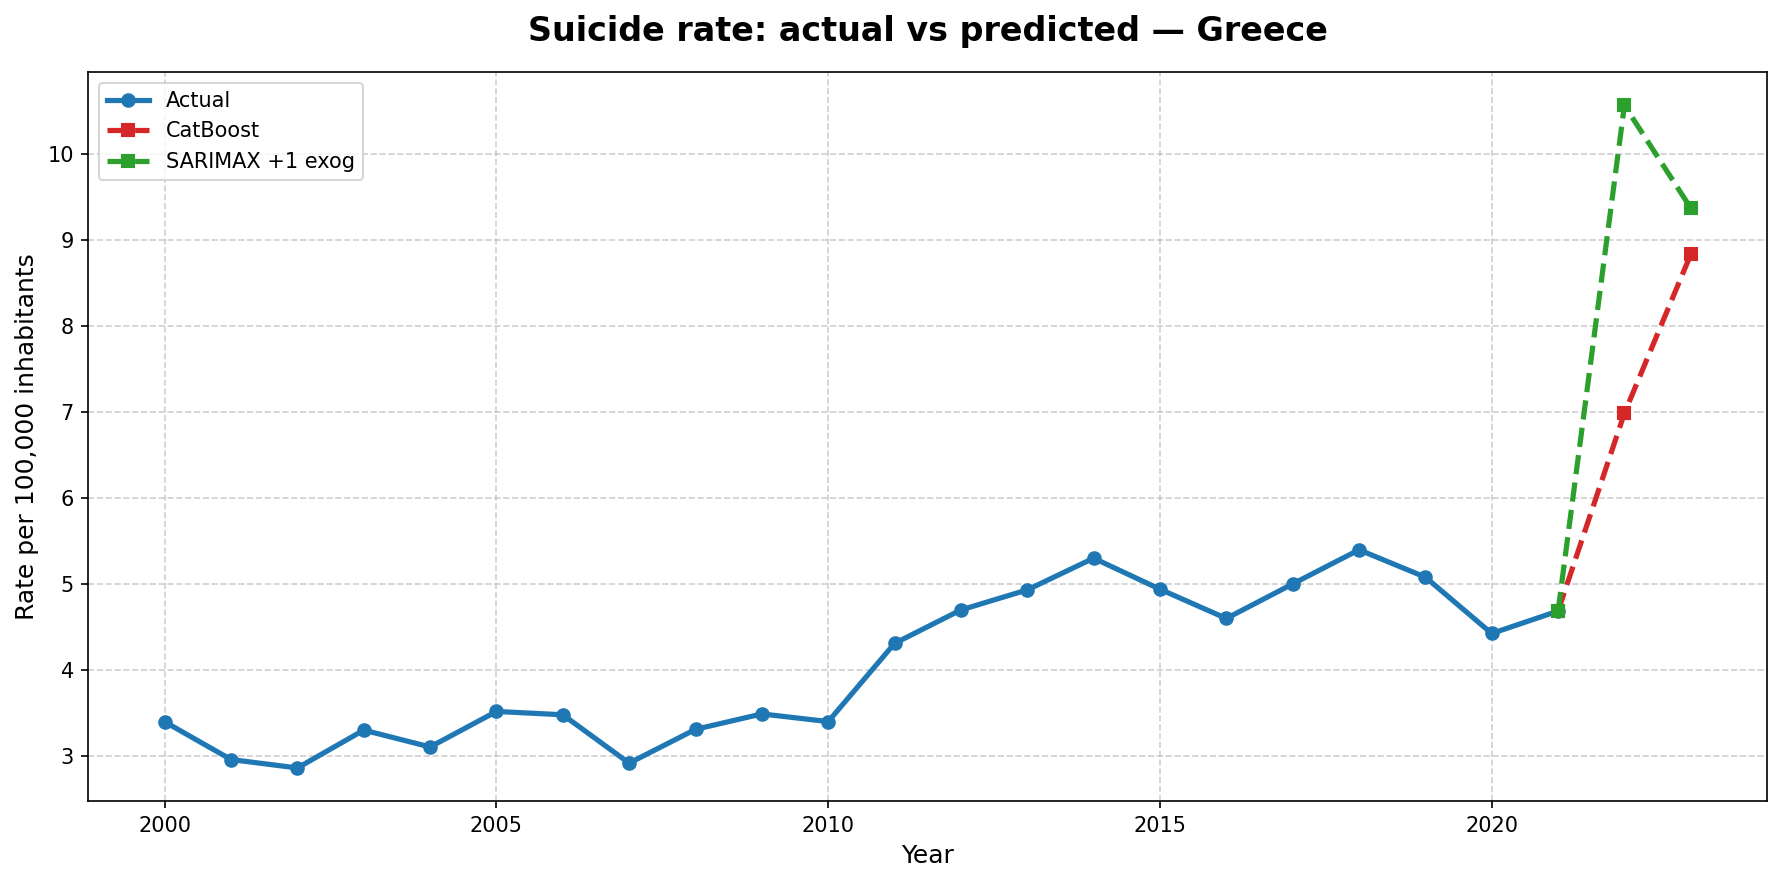 Suicide rate: actual vs predicted — Greece
Actual
CatBoost
SARIMAX +1 exog
Rate per 100,000 inhabitants
10
9
8
7
6
5
4
3
2000
2005
2010
2015
2020
Year